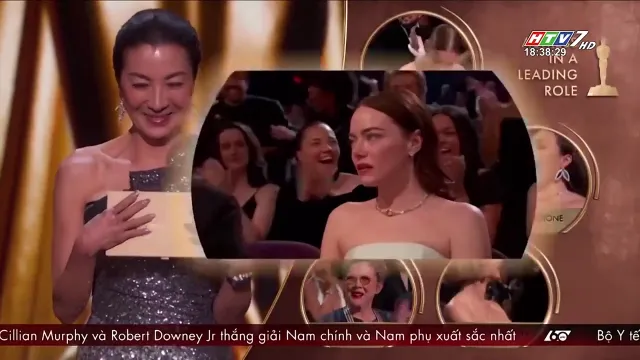 HTV7 HD
18:38:29
IN A
LEADING
ROLE
TONE
Cillian Murphy và Robert Downey Jr thắng giải Nam chính và Nam phụ xuất sắc nhất
Bộ Y tế